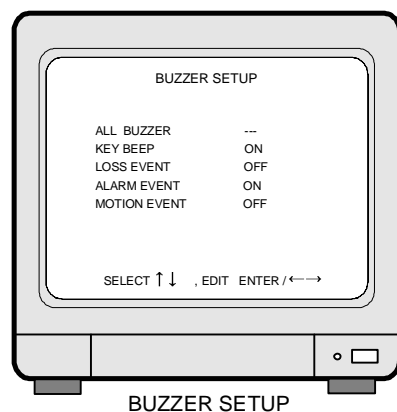 BUZZER SETUP
ALL BUZZER ---
KEY BEEP ON
LOSS EVENT OFF
ALARM EVENT ON
MOTION EVENT OFF
SELECT ↑↓ , EDIT ENTER / ←→
BUZZER SETUP